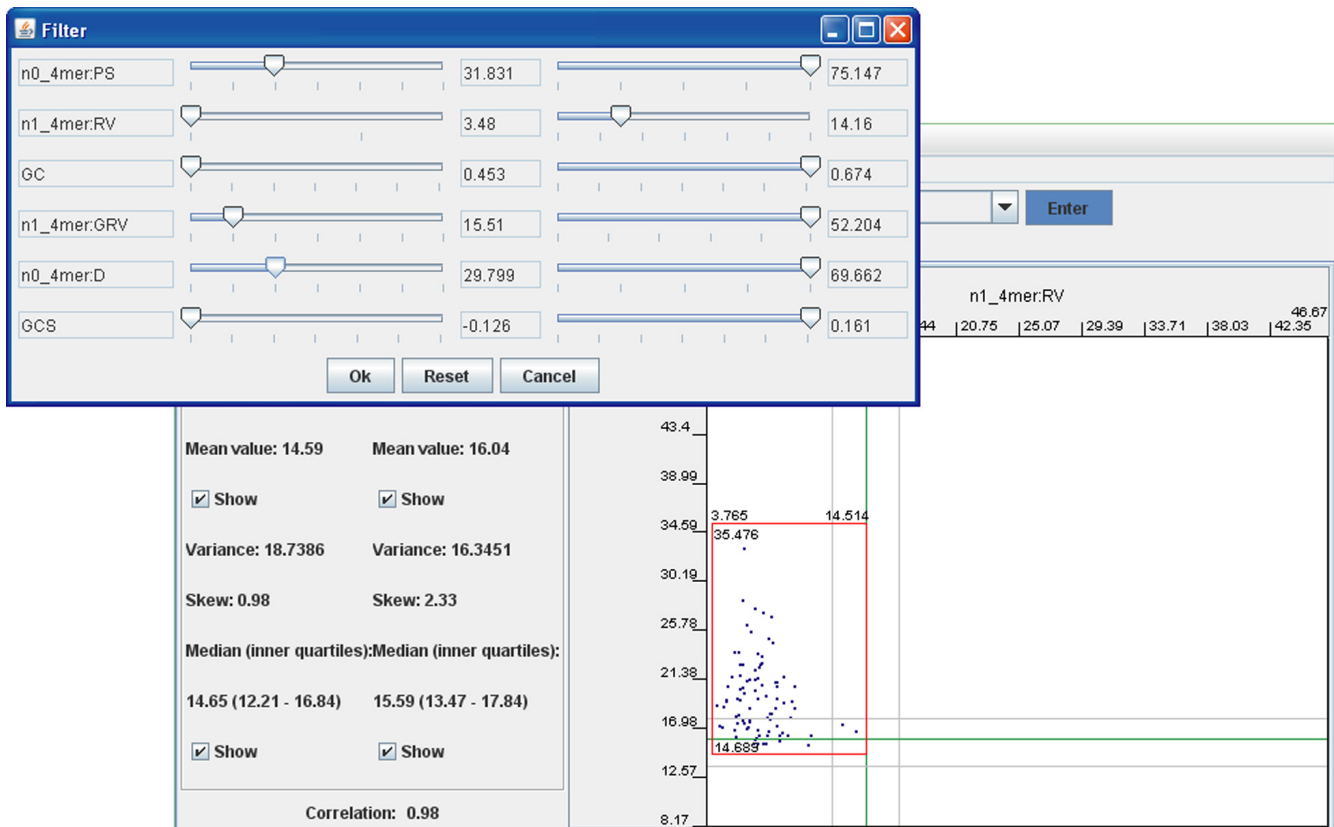 Filter
n0_4mer:PS 31.831 75.147
n1_4mer:RV 3.48 14.16
GC 0.453 0.674
n1_4mer:GRV 15.51 52.204
n0_4mer:D 29.799 69.662
GCS -0.126 0.161
Ok Reset Cancel
Enter
n1_4mer:RV
46.67
44 20.75 25.07 29.39 33.71 38.03 42.35
Mean value: 14.59 Mean value: 16.04
Show Show
Variance: 18.7386 Variance: 16.3451
Skew: 0.98 Skew: 2.33
Median (inner quartiles):Median (inner quartiles):
14.65 (12.21 - 16.84) 15.59 (13.47 - 17.84)
Show Show
Correlation: 0.98
43.4
38.99
34.59
30.19
25.78
21.38
16.98
12.57
8.17
3.765 14.514
35.476
14.689